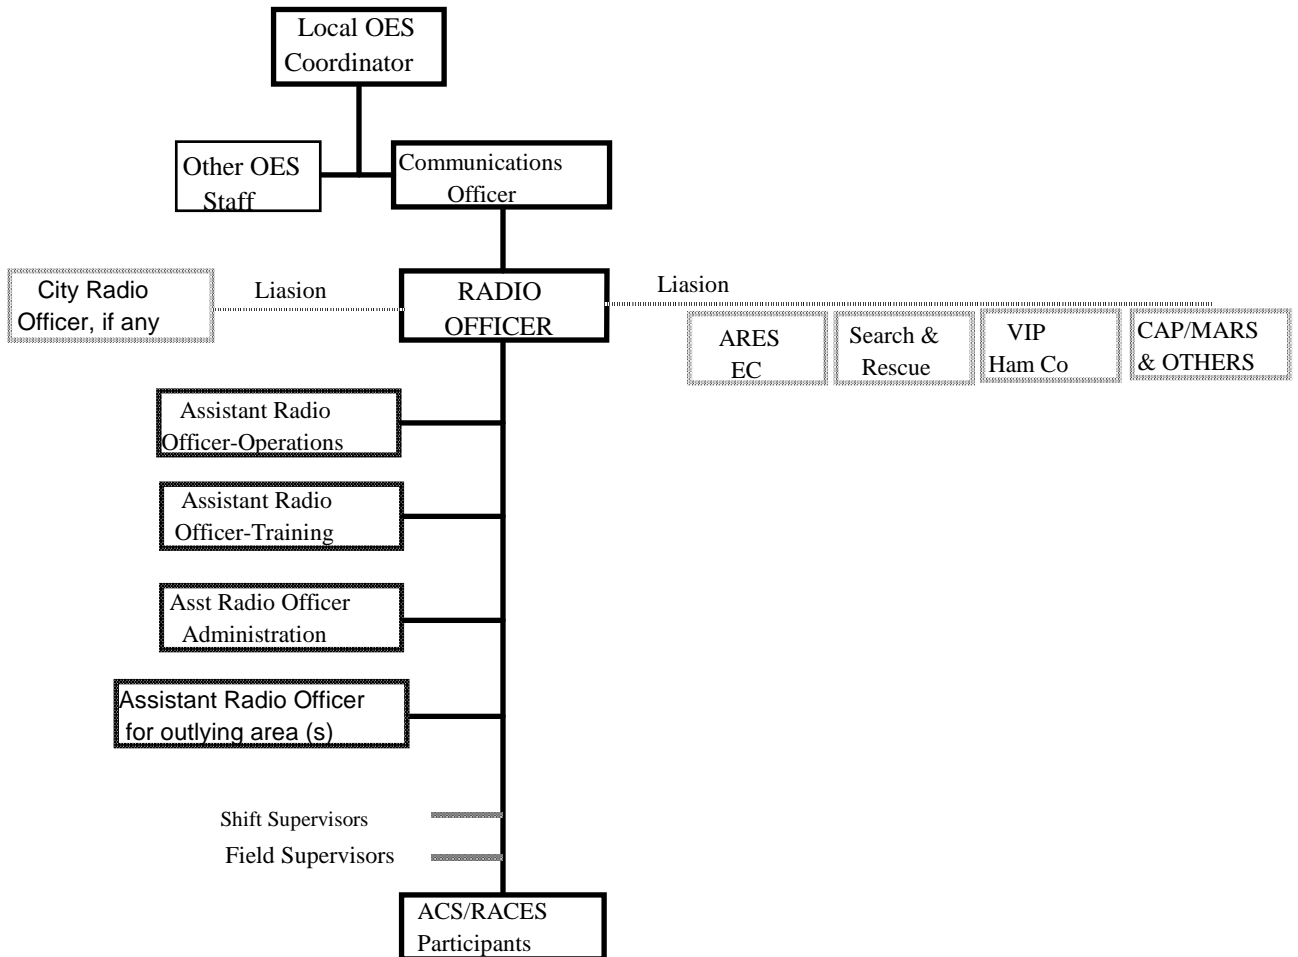 Local OES
Coordinator
Other OES
Staff
Communications
Officer
City Radio
Officer, if any
Liasion
RADIO
OFFICER
Liasion
ARES
EC
Search &
Rescue
VIP
Ham Co
CAP/MARS
& OTHERS
Assistant Radio
Officer-Operations
Assistant Radio
Officer-Training
Asst Radio Officer
Administration
Assistant Radio Officer
for outlying area (s)
Shift Supervisors
Field Supervisors
ACS/RACES
Participants